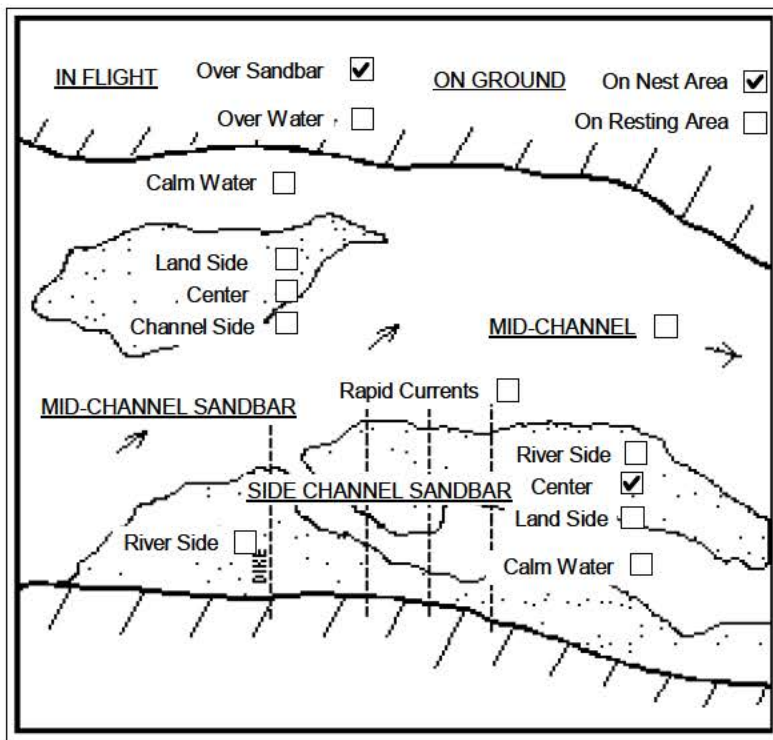 IN FLIGHT Over Sandbar ON GROUND On Nest Area
Over Water On Resting Area
Calm Water
Land Side
Center
Channel Side
MID-CHANNEL
Rapid Currents
MID-CHANNEL SANDBAR
River Side
SIDE CHANNEL SANDBAR Center
Land Side
River Side
DIKE
Calm Water